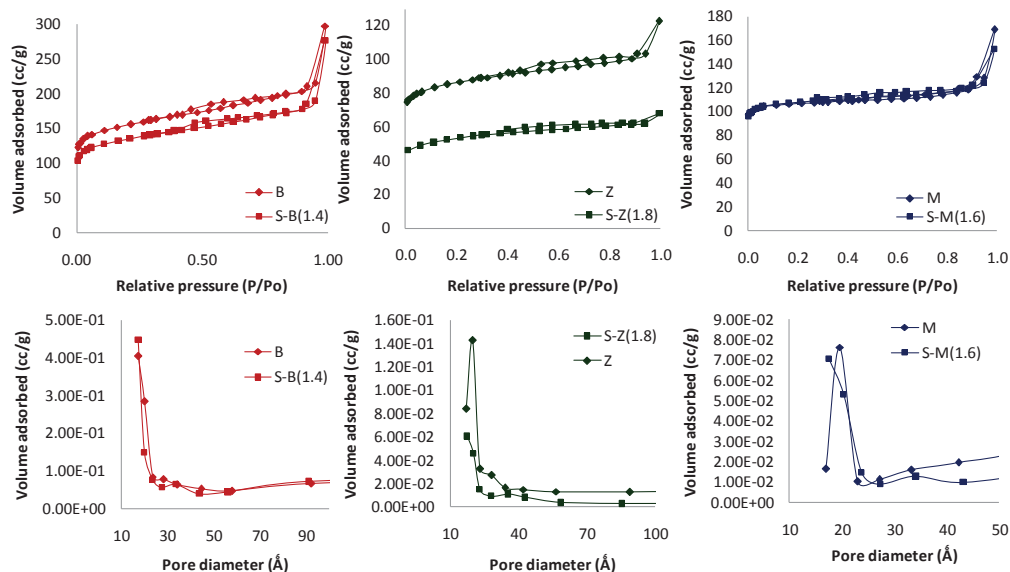 Volume adsorbed (cc/g)
300
250
200
150
100
50
0
B
S-B(1.4)
0.00
0.50
1.00
Relative pressure (P/Po)
Volume adsorbed (cc/g)
120
100
80
60
40
20
0
Z
S-Z(1.8)
0.0
0.2
0.4
0.6
0.8
1.0
Relative pressure (P/Po)
Volume adsorbed (cc/g)
180
160
140
120
100
80
60
40
20
0
M
S-M(1.6)
0.0
0.2
0.4
0.6
0.8
1.0
Relative pressure (P/Po)
Volume adsorbed (cc/g)
5.00E-01
4.00E-01
3.00E-01
2.00E-01
1.00E-01
0.00E+00
B
S-B(1.4)
10
30
50
70
90
Pore diameter (Ǻ)
Volume adsorbed (cc/g)
1.60E-01
1.40E-01
1.20E-01
1.00E-01
8.00E-02
6.00E-02
4.00E-02
2.00E-02
0.00E+00
S-Z(1.8)
Z
10
40
70
100
Pore diameter (Ǻ)
Volume adsorbed (cc/g)
9.00E-02
8.00E-02
7.00E-02
6.00E-02
5.00E-02
4.00E-02
3.00E-02
2.00E-02
1.00E-02
0.00E+00
M
S-M(1.6)
10
20
30
40
50
Pore diameter (Ǻ)